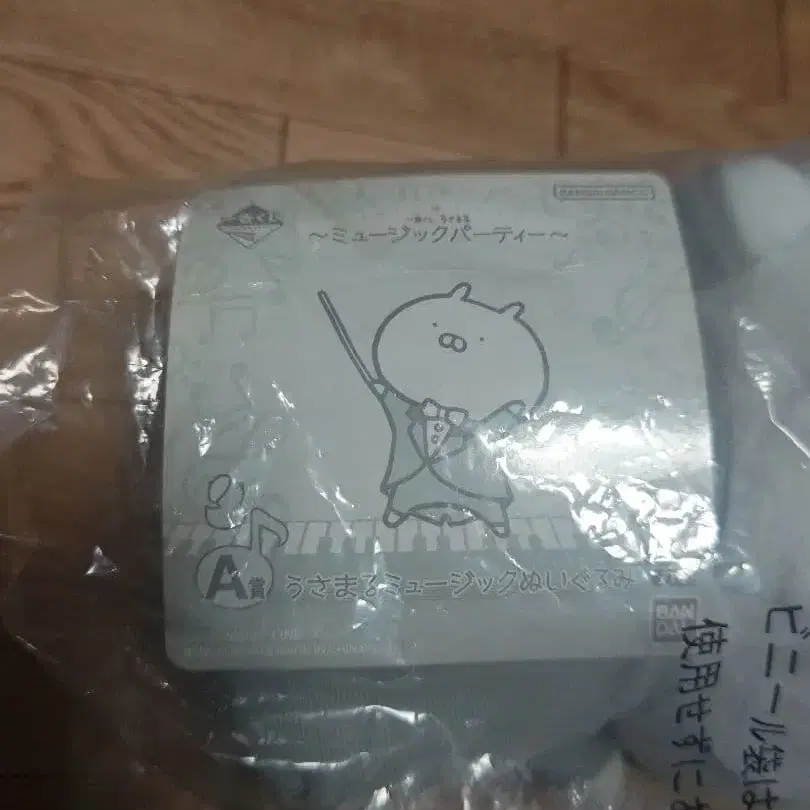 一番くじ うさまる
～ミュージックパーティー～
A賞 うさまるミュージックぬいぐるみ
BANDAI
ビニール袋は
使用せずに